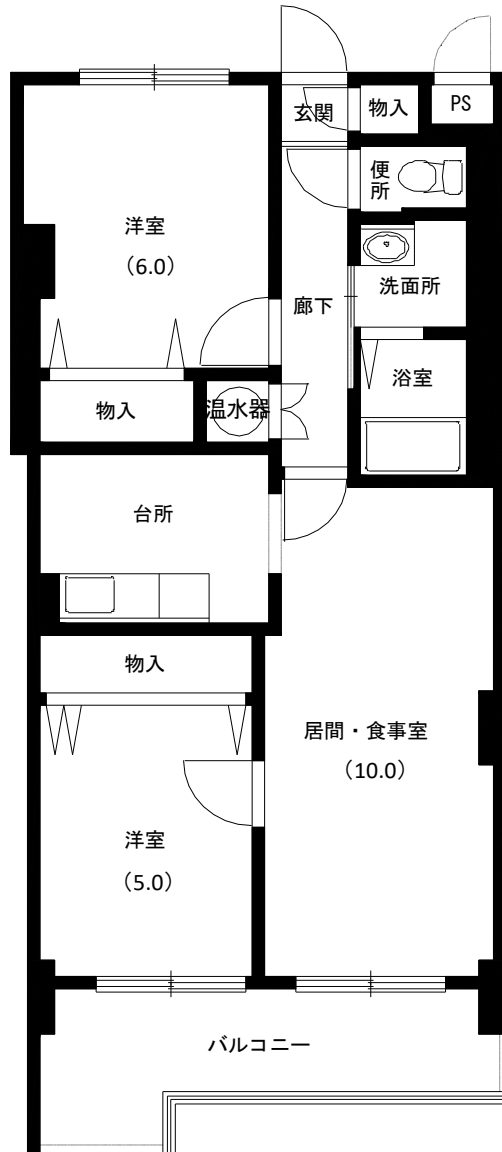 玄関
物入
PS
便所
洋室
（6.0）
洗面所
廊下
浴室
物入
温水器
台所
物入
居間・食事室
（10.0）
洋室
（5.0）
バルコニー